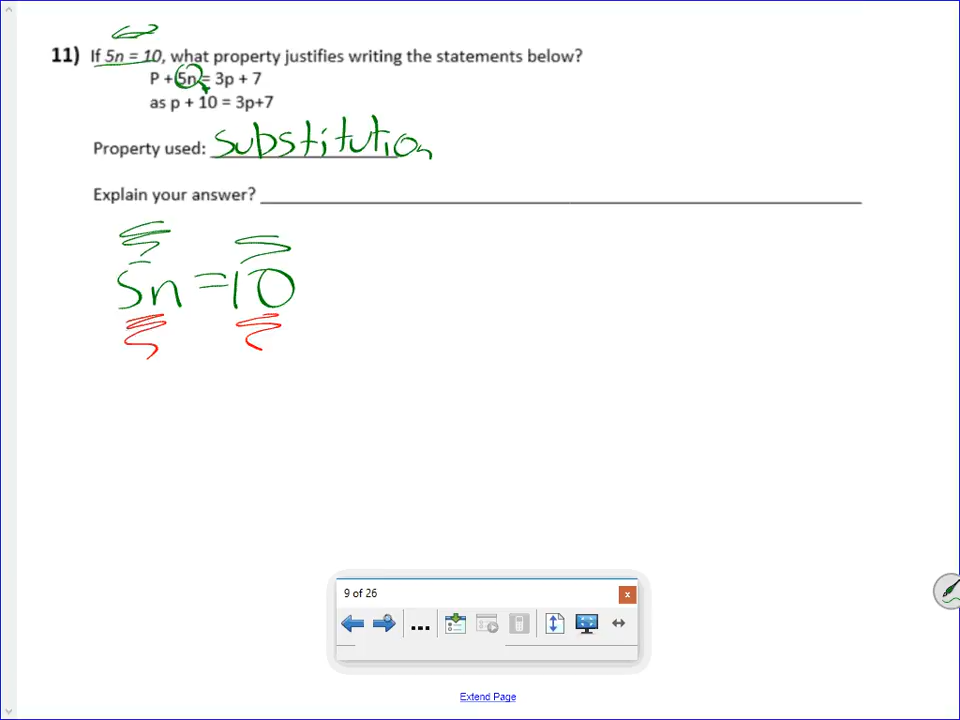 11) If 5n = 10, what property justifies writing the statements below?
P + 5n = 3p + 7
as p + 10 = 3p+7
Property used: substitution
Explain your answer?
5n = 10
9 of 26
x
...
Extend Page